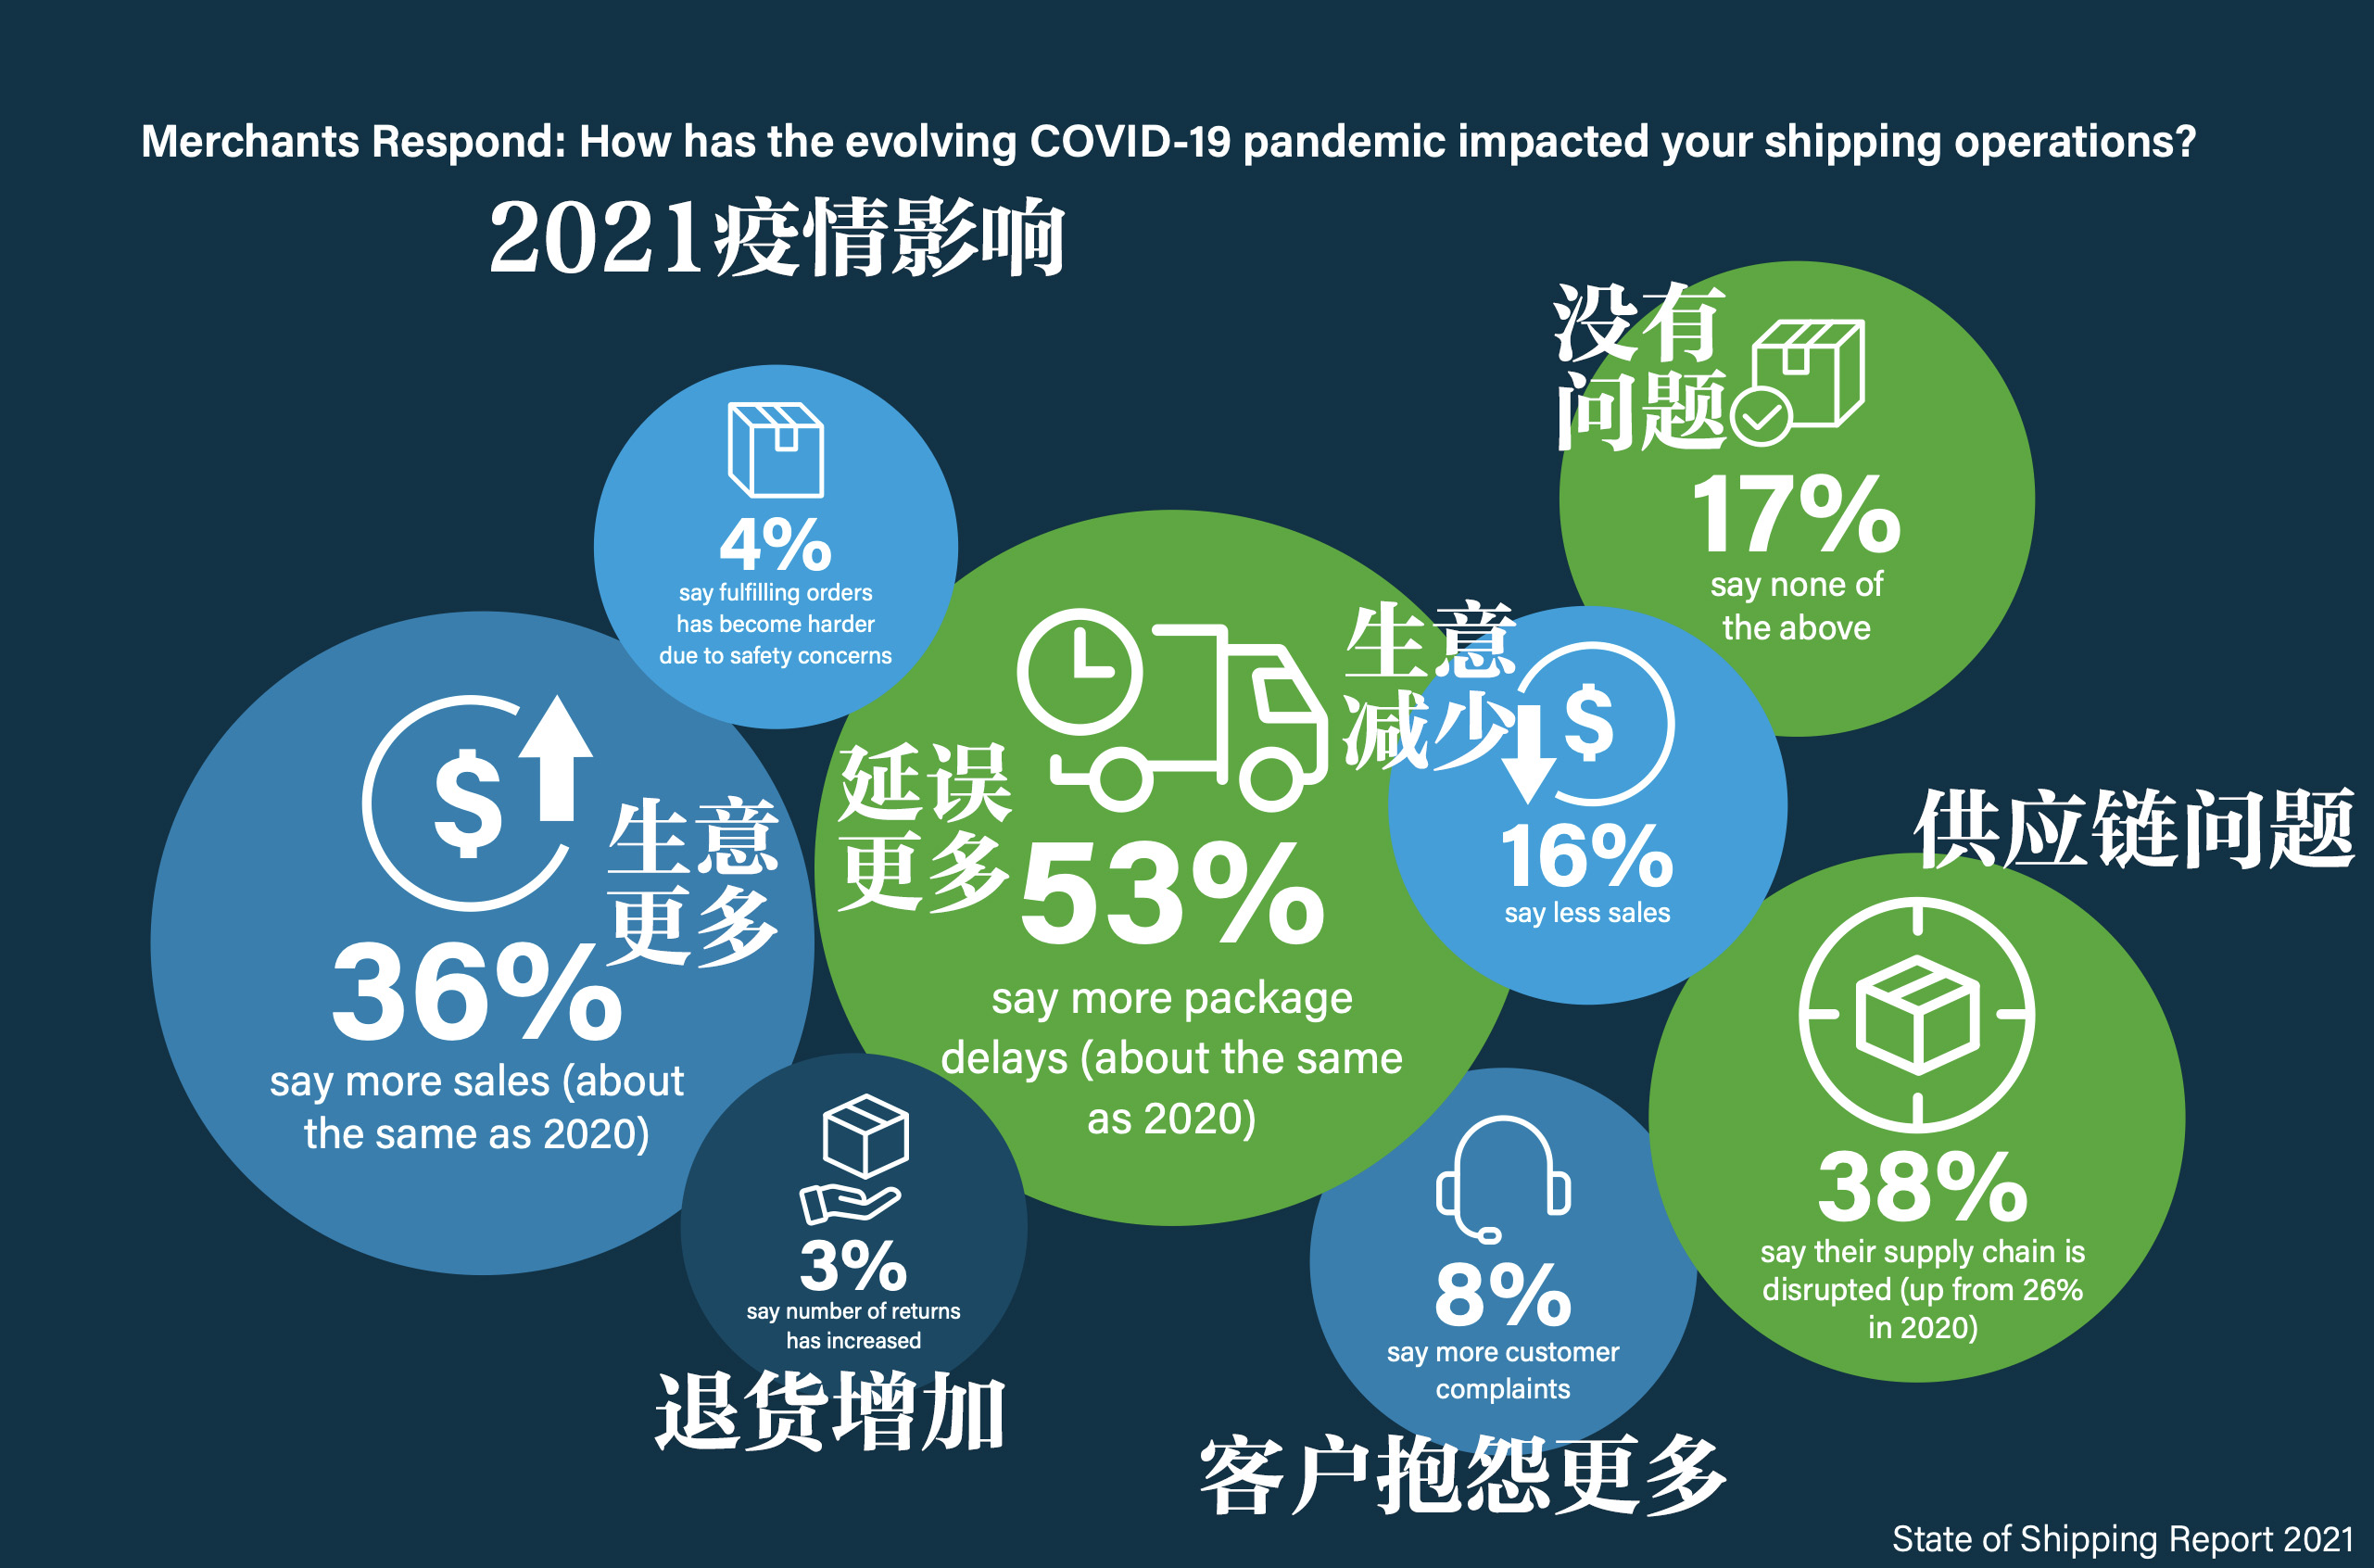 Merchants Respond: How has the evolving COVID-19 pandemic impacted your shipping operations?
2021疫情影响
没有
问题
17%
say none of
the above
4%
say fulfilling orders
has become harder
due to safety concerns
$
生意
更多
36%
say more sales (about
the same as 2020)
延误
更多
53%
say more package
delays (about the same
as 2020)
生意
减少
$
16%
say less sales
供应链问题
38%
say their supply chain is
disrupted (up from 26%
in 2020)
3%
say number of returns
has increased
退货增加
8%
say more customer
complaints
客户抱怨更多
State of Shipping Report 2021